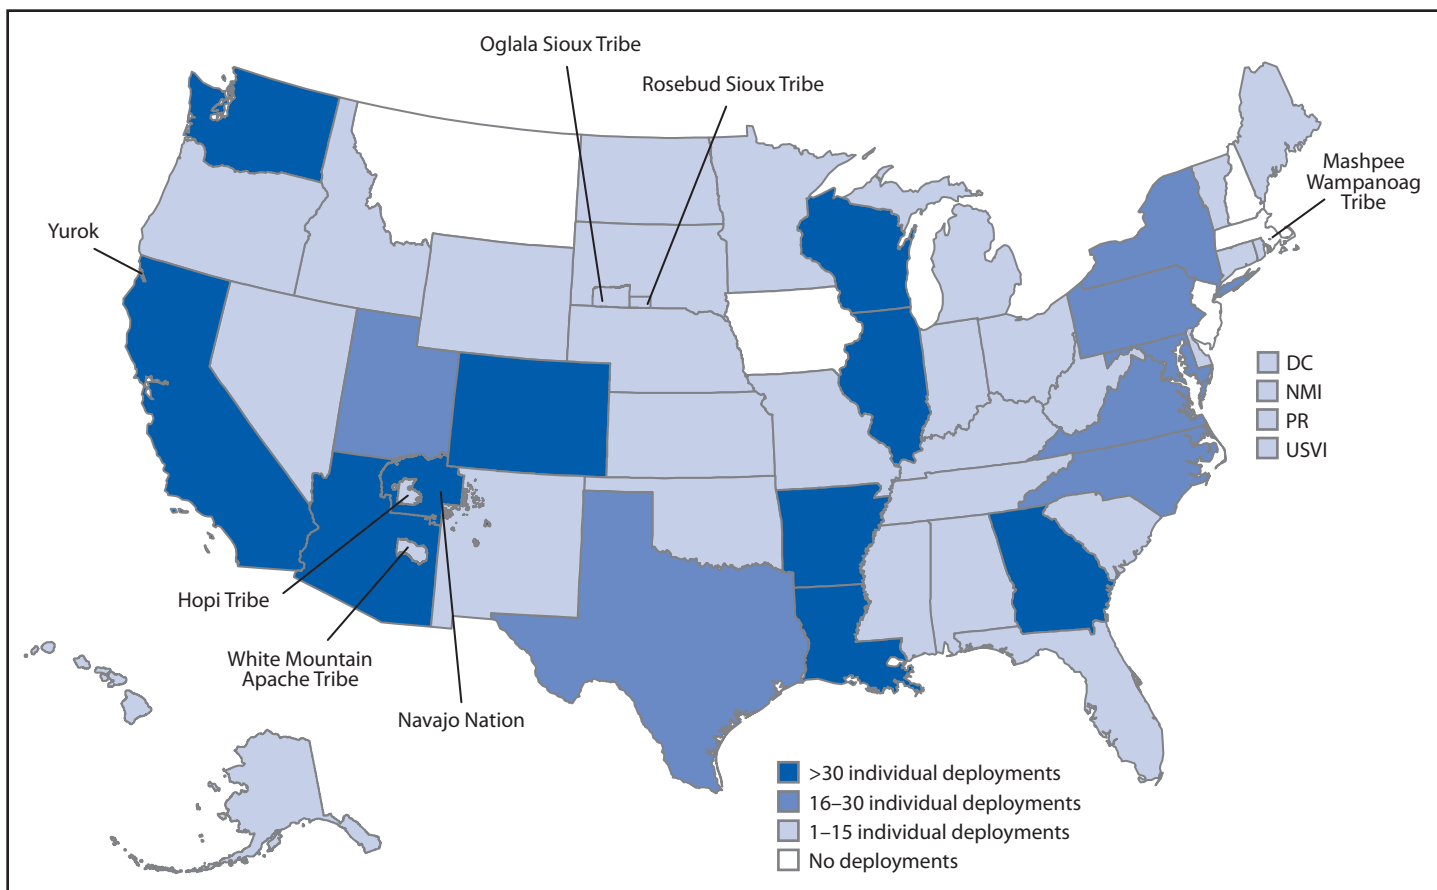 Oglala Sioux Tribe
Rosebud Sioux Tribe
Mashpee
Wampanoag
Tribe
Yurok
DC
NMI
PR
USVI
Hopi Tribe
White Mountain
Apache Tribe
Navajo Nation
>30 individual deployments
16–30 individual deployments
1–15 individual deployments
No deployments